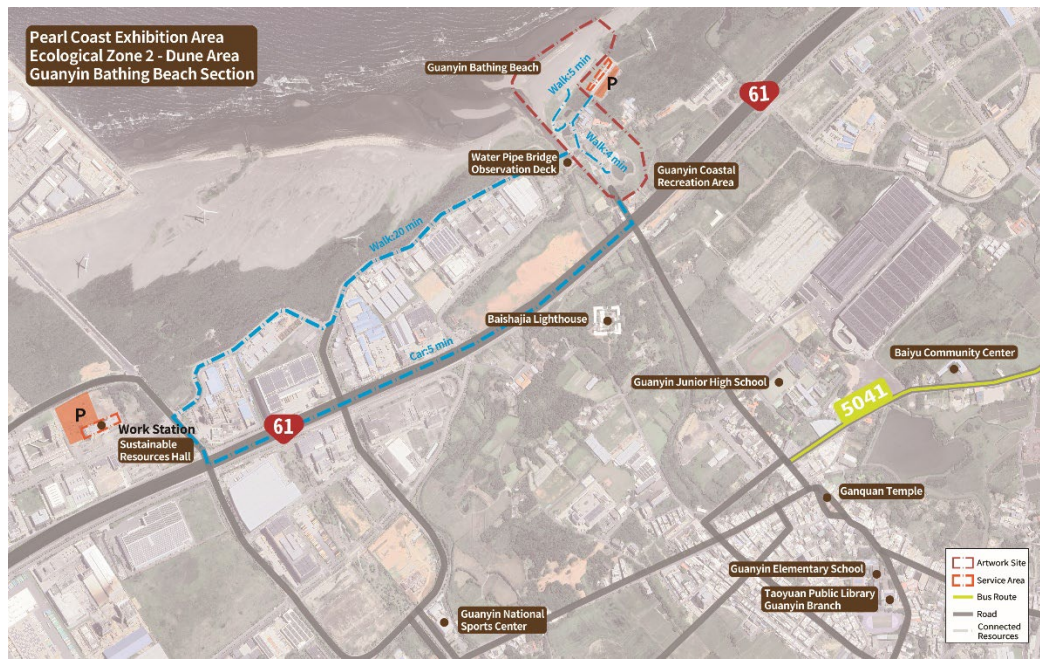 Pearl Coast Exhibition Area
Ecological Zone 2 - Dune Area
Guanyin Bathing Beach Section
Guanyin Bathing Beach
Walk:5 min
P
61
Walk:4 min
Water Pipe Bridge
Observation Deck
Guanyin Coastal
Recreation Area
Walk:20 min
Baishajia Lighthouse
Car:5 min
Baiyu Community Center
Guanyin Junior High School
5041
P
Work Station
Sustainable
Resources Hall
61
Ganquan Temple
Guanyin Elementary School
Taoyuan Public Library
Guanyin Branch
Guanyin National
Sports Center
Artwork Site
Service Area
Bus Route
Road
Connected
Resources